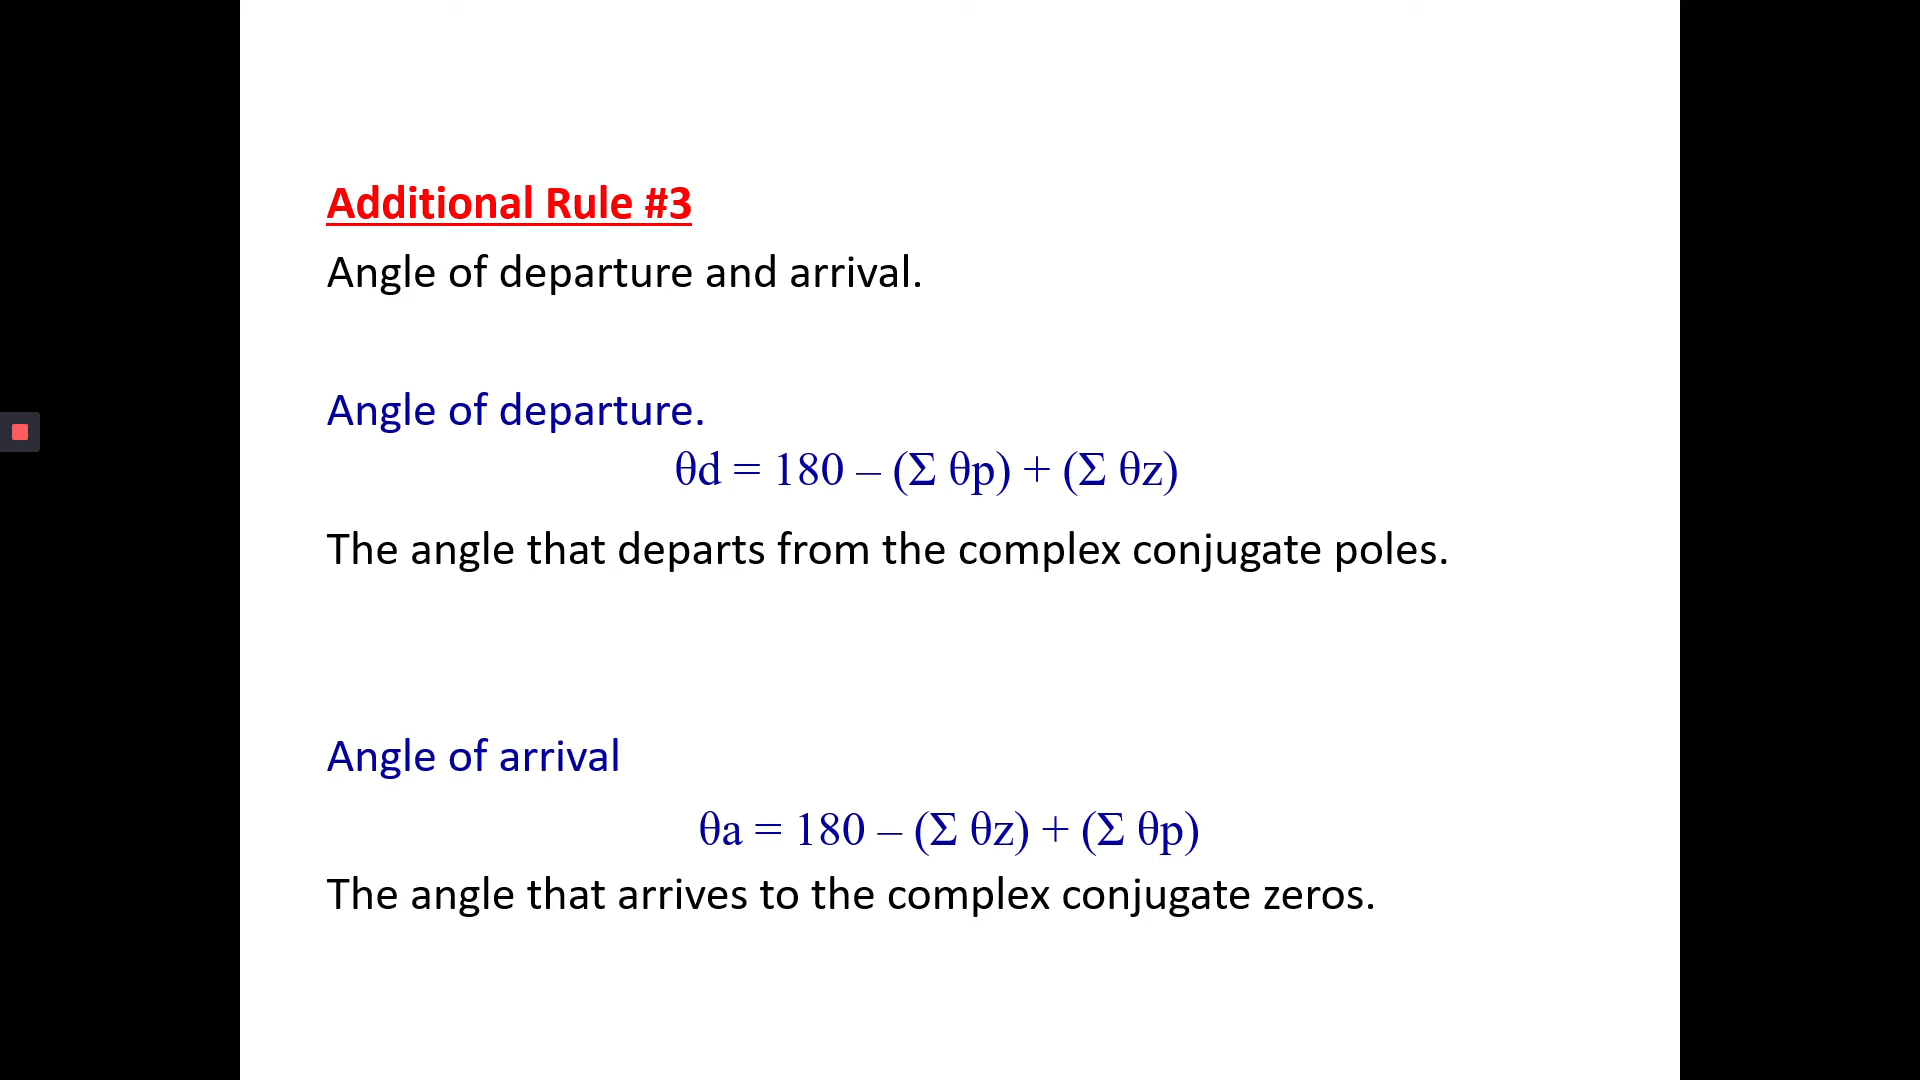 Additional Rule #3
Angle of departure and arrival.
Angle of departure.
θd = 180 – (Σ θp) + (Σ θz)
The angle that departs from the complex conjugate poles.
Angle of arrival
θa = 180 – (Σ θz) + (Σ θp)
The angle that arrives to the complex conjugate zeros.